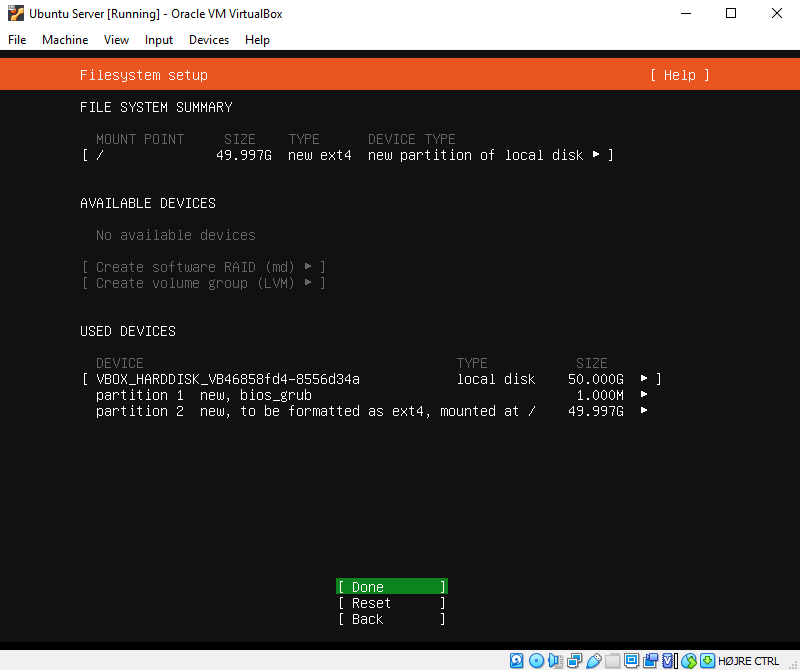 Ubuntu Server [Running] - Oracle VM VirtualBox
File Machine View Input Devices Help
Filesystem setup [ Help ]
FILE SYSTEM SUMMARY
MOUNT POINT SIZE TYPE DEVICE TYPE
[ / 49.997G new ext4 new partition of local disk ▸ ]
AVAILABLE DEVICES
No available devices
[ Create software RAID (md) ▸ ]
[ Create volume group (LVM) ▸ ]
USED DEVICES
DEVICE TYPE SIZE
[ VBOX_HARDDISK_VB46858fd4-8556d34a local disk 50.000G ▸ ]
partition 1 new, bios_grub 1.000M ▸
partition 2 new, to be formatted as ext4, mounted at / 49.997G ▸
[ Done ]
[ Reset ]
[ Back ]
HØJRE CTRL